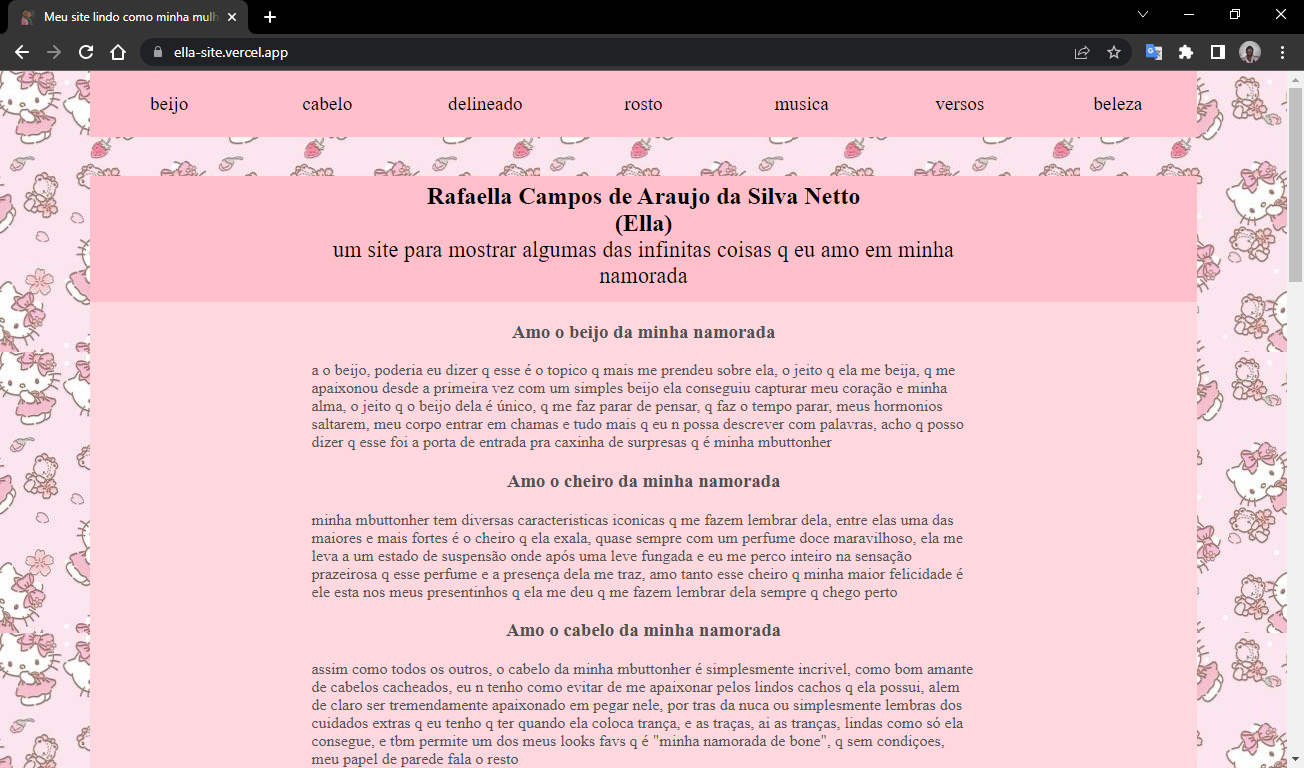 Meu site lindo como minha mulh
ella-site.vercel.app
beijo cabelo delineado rosto musica versos beleza
Rafaella Campos de Araujo da Silva Netto
(Ella)
um site para mostrar algumas das infinitas coisas q eu amo em minha
namorada
Amo o beijo da minha namorada
a o beijo, poderia eu dizer q esse é o topico q mais me prendeu sobre ela, o jeito q ela me beija, q me
apaixonou desde a primeira vez com um simples beijo ela conseguiu capturar meu coração e minha
alma, o jeito q o beijo dela é único, q me faz parar de pensar, q faz o tempo parar, meus hormonios
saltarem, meu corpo entrar em chamas e tudo mais q eu n possa descrever com palavras, acho q posso
dizer q esse foi a porta de entrada pra caxinha de surpresas q é minha mbuttonher
Amo o cheiro da minha namorada
minha mbuttonher tem diversas caracteristicas iconicas q me fazem lembrar dela, entre elas uma das
maiores e mais fortes é o cheiro q ela exala, quase sempre com um perfume doce maravilhoso, ela me
leva a um estado de suspensão onde após uma leve fungada e eu me perco inteiro na sensação
prazeirosa q esse perfume e a presença dela me traz, amo tanto esse cheiro q minha maior felicidade é
ele esta nos meus presentinhos q ela me deu q me fazem lembrar dela sempre q chego perto
Amo o cabelo da minha namorada
assim como todos os outros, o cabelo da minha mbuttonher é simplesmente incrivel, como bom amante
de cabelos cacheados, eu n tenho como evitar de me apaixonar pelos lindos cachos q ela possui, alem
de claro ser tremendamente apaixonado em pegar nele, por tras da nuca ou simplesmente lembras dos
cuidados extras q eu tenho q ter quando ela coloca trança, e as traças, ai as tranças, lindas como só ela
consegue, e tbm permite um dos meus looks favs q é "minha namorada de bone", q sem condiçoes,
meu papel de parede fala o resto